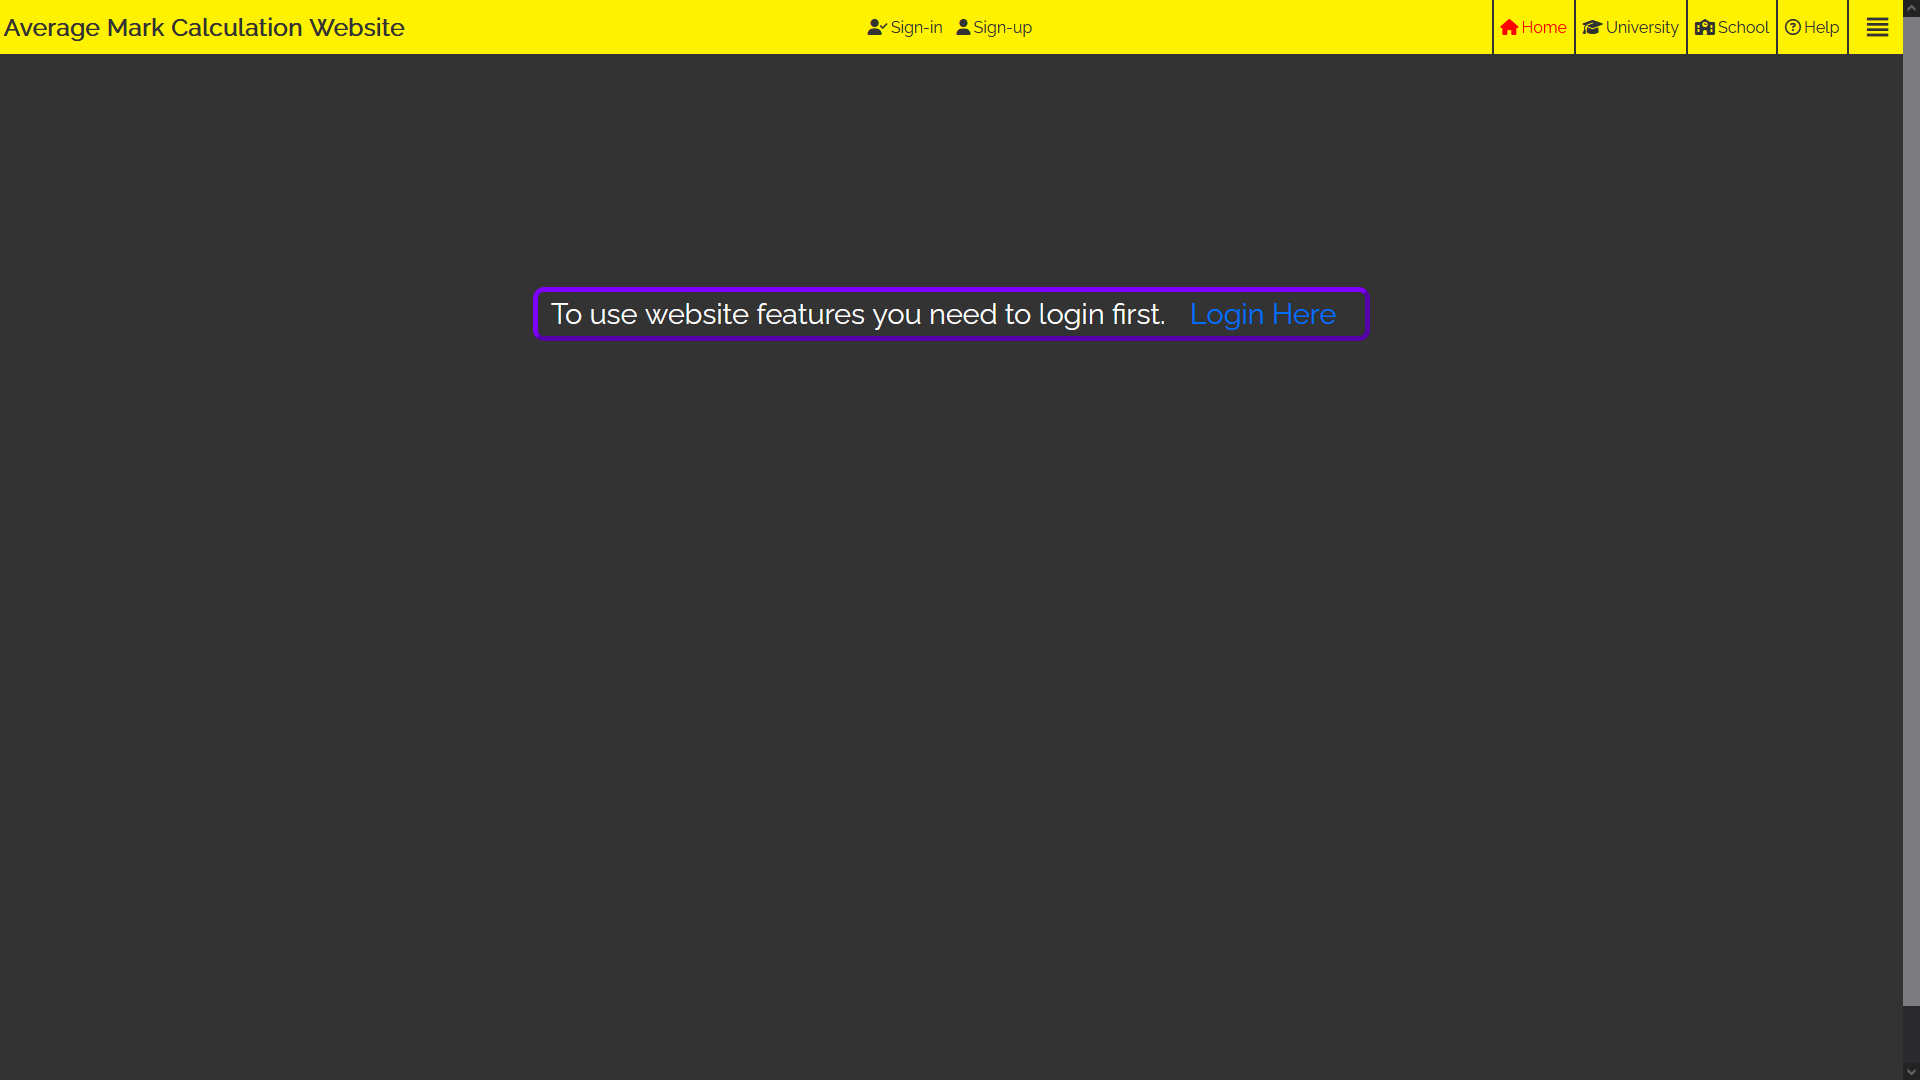 Average Mark Calculation Website
Sign-in Sign-up
Home University School Help
To use website features you need to login first. Login Here